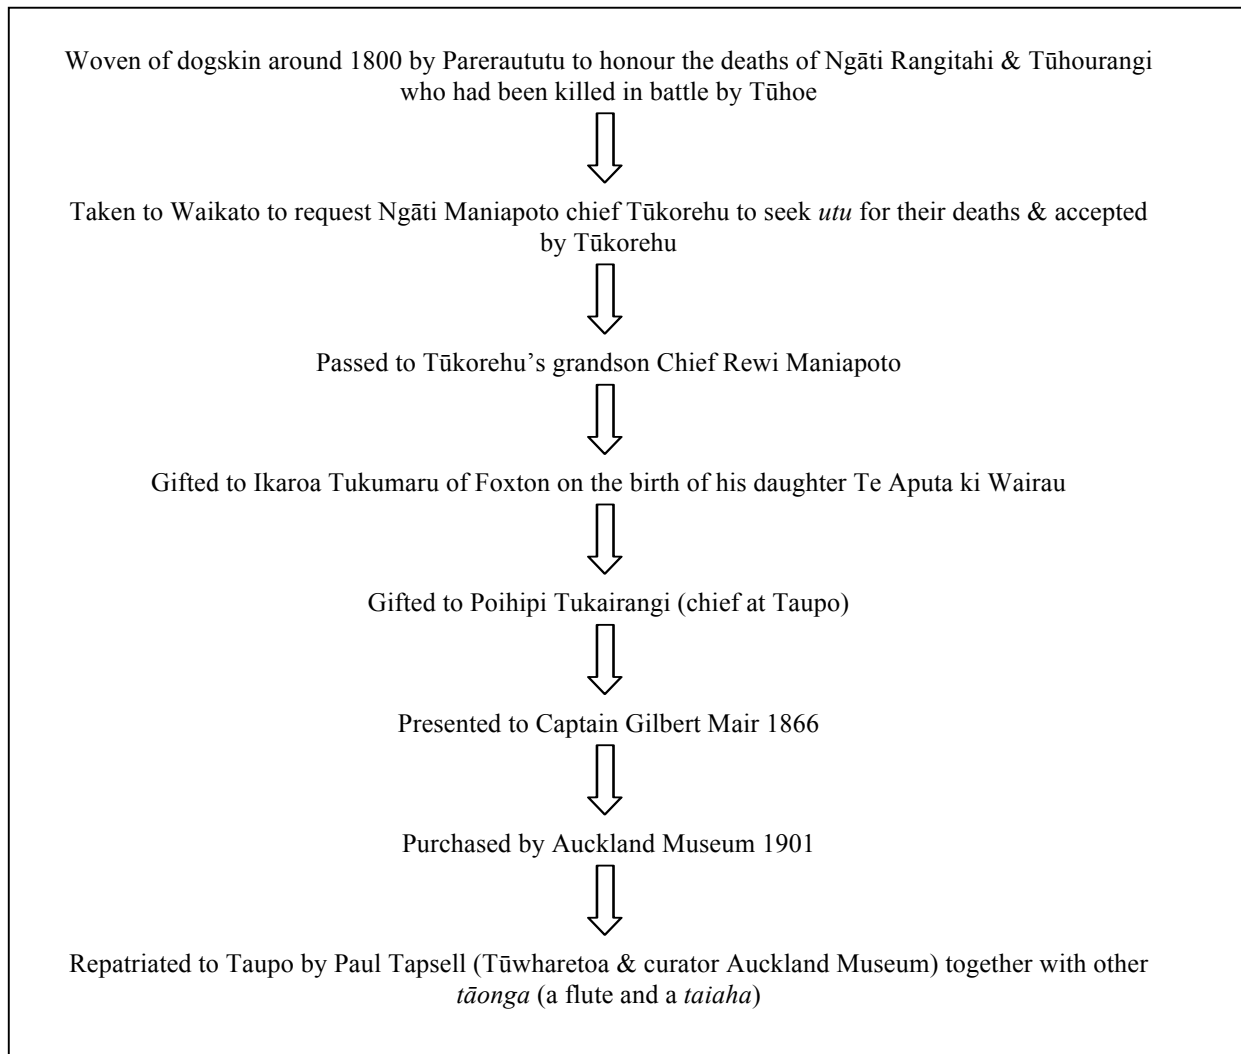 Woven of dogskin around 1800 by Pareraututu to honour the deaths of Ngāti Rangitahi & Tūhourangi
who had been killed in battle by Tūhoe
Taken to Waikato to request Ngāti Maniapoto chief Tūkorehu to seek utu for their deaths & accepted
by Tūkorehu
Passed to Tūkorehu’s grandson Chief Rewi Maniapoto
Gifted to Ikaroa Tukumaru of Foxton on the birth of his daughter Te Aputa ki Wairau
Gifted to Poihipi Tukairangi (chief at Taupo)
Presented to Captain Gilbert Mair 1866
Purchased by Auckland Museum 1901
Repatriated to Taupo by Paul Tapsell (Tūwharetoa & curator Auckland Museum) together with other
tāonga (a flute and a taiaha)